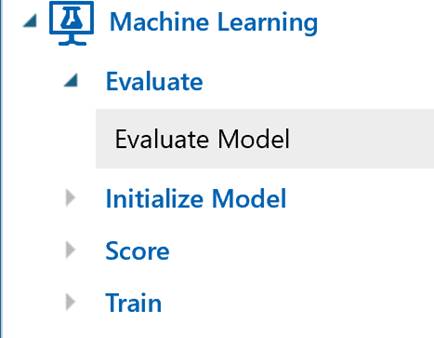 Machine Learning
Evaluate
Evaluate Model
Initialize Model
Score
Train